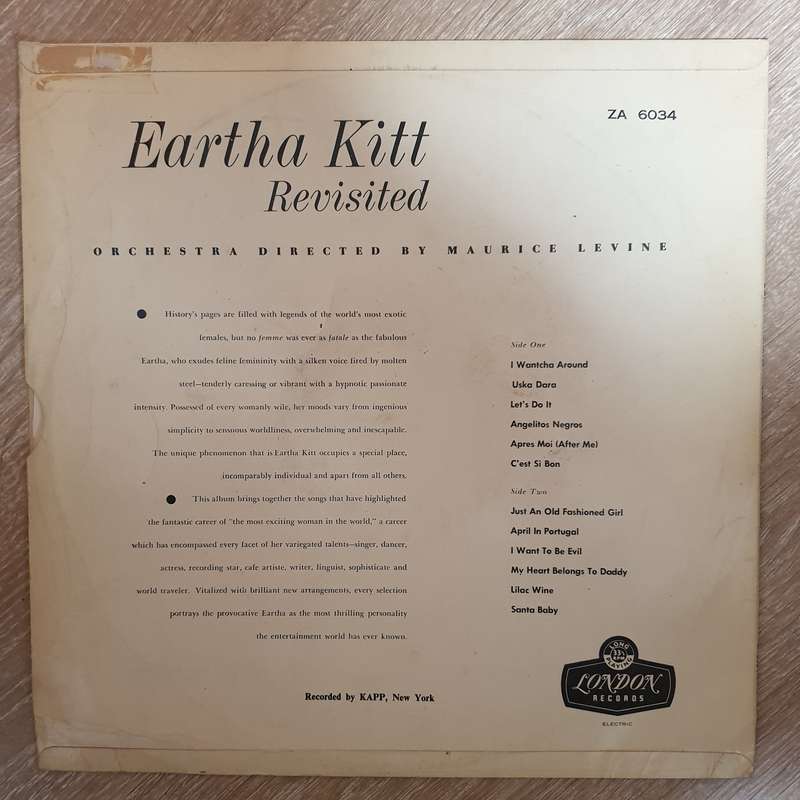 ZA 6034
Eartha Kitt
Revisited
ORCHESTRA DIRECTED BY MAURICE LEVINE
● History's pages are filled with legends of the world's most exotic
females, but no femme was ever as fatale as the fabulous
Eartha, who exudes feline femininity with a silken voice fired by molten
steel—tenderly caressing or vibrant with a hypnotic passionate
intensity. Possessed of every womanly wile, her moods vary from ingenious
simplicity to sensuous worldliness, overwhelming and inescapable.
The unique phenomenon that is Eartha Kitt occupies a special place,
incomparably individual and apart from all others.
● This album brings together the songs that have highlighted
the fantastic career of "the most exciting woman in the world," a career
which has encompassed every facet of her variegated talents—singer, dancer,
actress, recording star, cafe artiste, writer, linguist, sophisticate and
world traveler. Vitalized with brilliant new arrangements, every selection
portrays the provocative Eartha as the most thrilling personality
the entertainment world has ever known.
Side One
I Wantcha Around
Uska Dara
Let's Do It
Angelitos Negros
Apres Moi (After Me)
C'est Si Bon
Side Two
Just An Old Fashioned Girl
April In Portugal
I Want To Be Evil
My Heart Belongs To Daddy
Lilac Wine
Santa Baby
Recorded by KAPP, New York
LONG
33⅓
RPM
PLAYING
LONDON
RECORDS
ELECTRIC